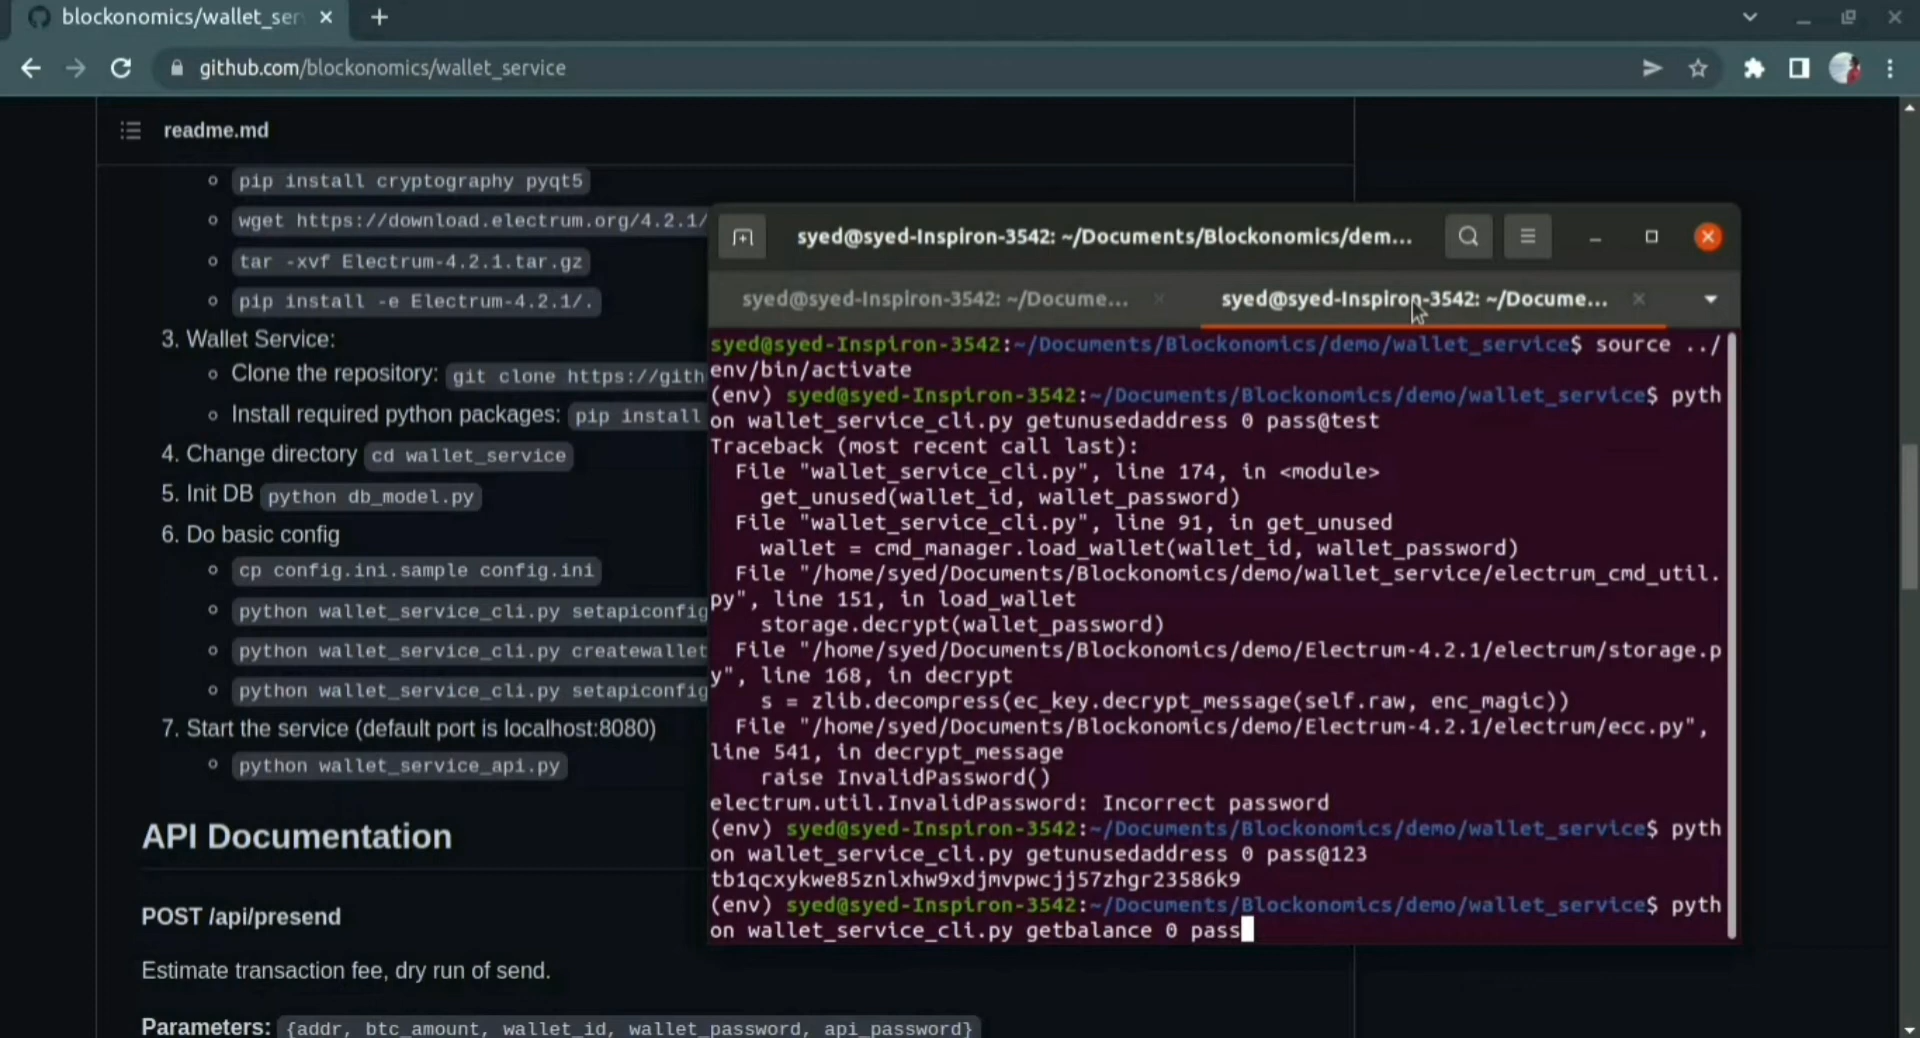 blockonomics/wallet_ser
github.com/blockonomics/wallet_service
readme.md
pip install cryptography pyqt5
wget https://download.electrum.org/4.2.1/
tar -xvf Electrum-4.2.1.tar.gz
pip install -e Electrum-4.2.1/.
3. Wallet Service:
Clone the repository: git clone https://gith
Install required python packages: pip install
4. Change directory cd wallet_service
5. Init DB python db_model.py
6. Do basic config
cp config.ini.sample config.ini
python wallet_service_cli.py setapiconfig
python wallet_service_cli.py createwallet
python wallet_service_cli.py setapiconfig
7. Start the service (default port is localhost:8080)
python wallet_service_api.py
API Documentation
POST /api/presend
Estimate transaction fee, dry run of send.
Parameters: {addr, btc_amount, wallet_id, wallet_password, api_password}
syed@syed-Inspiron-3542: ~/Documents/Blockonomics/dem...
syed@syed-Inspiron-3542: ~/Docume...
syed@syed-Inspiron-3542: ~/Docume...
syed@syed-Inspiron-3542:~/Documents/Blockonomics/demo/wallet_service$ source ../
env/bin/activate
(env) syed@syed-Inspiron-3542:~/Documents/Blockonomics/demo/wallet_service$ pyth
on wallet_service_cli.py getunusedaddress 0 pass@test
Traceback (most recent call last):
File "wallet_service_cli.py", line 174, in <module>
get_unused(wallet_id, wallet_password)
File "wallet_service_cli.py", line 91, in get_unused
wallet = cmd_manager.load_wallet(wallet_id, wallet_password)
File "/home/syed/Documents/Blockonomics/demo/wallet_service/electrum_cmd_util.
py", line 151, in load_wallet
storage.decrypt(wallet_password)
File "/home/syed/Documents/Blockonomics/demo/Electrum-4.2.1/electrum/storage.p
y", line 168, in decrypt
s = zlib.decompress(ec_key.decrypt_message(self.raw, enc_magic))
File "/home/syed/Documents/Blockonomics/demo/Electrum-4.2.1/electrum/ecc.py",
line 541, in decrypt_message
raise InvalidPassword()
electrum.util.InvalidPassword: Incorrect password
(env) syed@syed-Inspiron-3542:~/Documents/Blockonomics/demo/wallet_service$ pyth
on wallet_service_cli.py getunusedaddress 0 pass@123
tb1qcxykwe85znlxhw9xdjmvpwcjj57zhgr23586k9
(env) syed@syed-Inspiron-3542:~/Documents/Blockonomics/demo/wallet_service$ pyth
on wallet_service_cli.py getbalance 0 pass